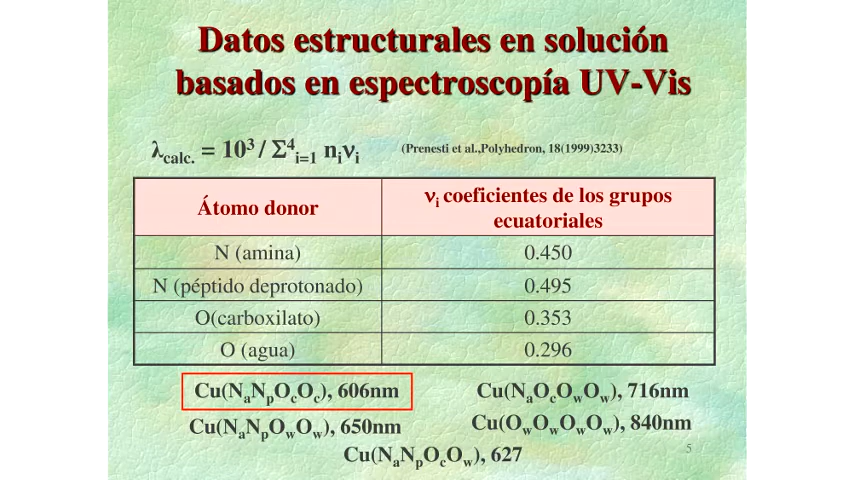 Datos estructurales en solución
basados en espectroscopía UV-Vis
λcalc. = 10³ / Σ⁴i=1 niνi
(Prenesti et al.,Polyhedron, 18(1999)3233)
Átomo donor
νi coeficientes de los grupos
ecuatoriales
N (amina)
0.450
N (péptido deprotonado)
0.495
O(carboxilato)
0.353
O (agua)
0.296
Cu(NaNpOcOc), 606nm
Cu(NaOcOwOw), 716nm
Cu(NaNpOwOw), 650nm
Cu(OwOwOwOw), 840nm
Cu(NaNpOcOw), 627
5